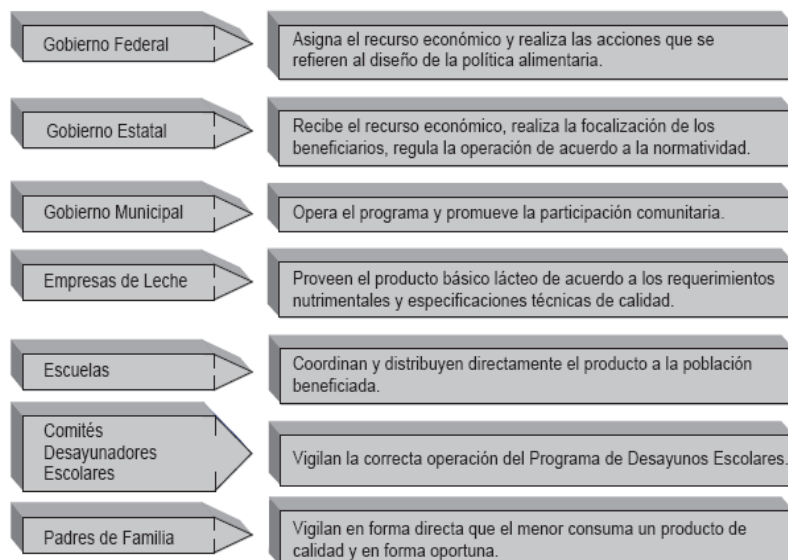 Gobierno Federal
Asigna el recurso económico y realiza las acciones que se
refieren al diseño de la política alimentaria.
Gobierno Estatal
Recibe el recurso económico, realiza la focalización de los
beneficiarios, regula la operación de acuerdo a la normatividad.
Gobierno Municipal
Opera el programa y promueve la participación comunitaria.
Empresas de Leche
Proveen el producto básico lácteo de acuerdo a los requerimientos
nutrimentales y especificaciones técnicas de calidad.
Escuelas
Coordinan y distribuyen directamente el producto a la población
beneficiada.
Comités
Desayunadores
Escolares
Vigilan la correcta operación del Programa de Desayunos Escolares.
Padres de Familia
Vigilan en forma directa que el menor consuma un producto de
calidad y en forma oportuna.